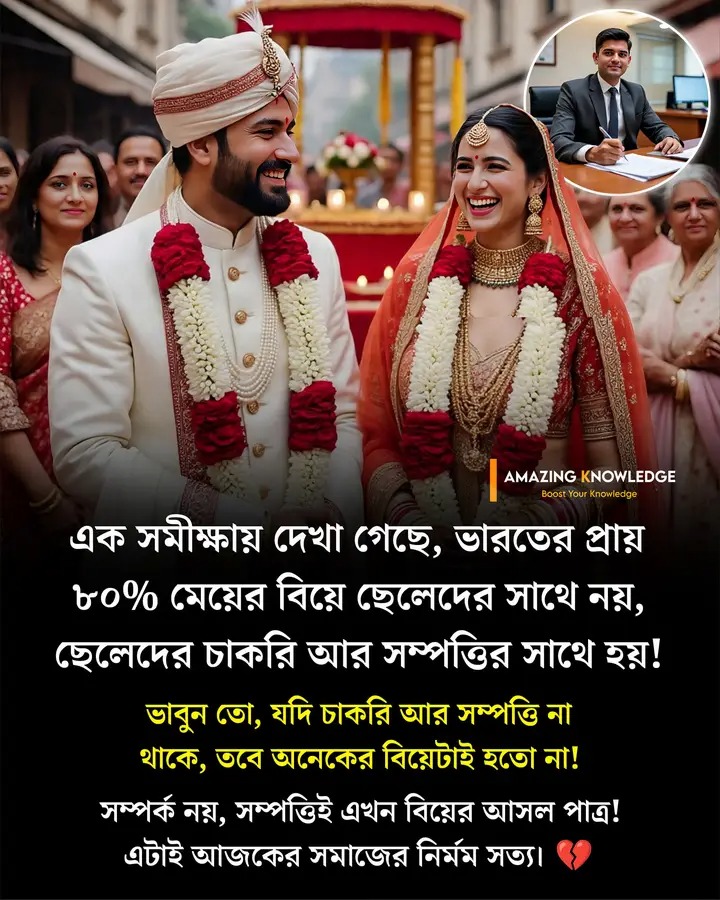 AMAZING KNOWLEDGE
Boost Your Knowledge
এক সমীক্ষায় দেখা গেছে, ভারতের প্রায়
৮০% মেয়ের বিয়ে ছেলেদের সাথে নয়,
ছেলেদের চাকরি আর সম্পত্তির সাথে হয়!
ভাবুন তো, যদি চাকরি আর সম্পত্তি না
থাকে, তবে অনেকের বিয়েটাই হতো না!
সম্পর্ক নয়, সম্পত্তিই এখন বিয়ের আসল পাত্র!
এটাই আজকের সমাজের নির্মম সত্য। 💔